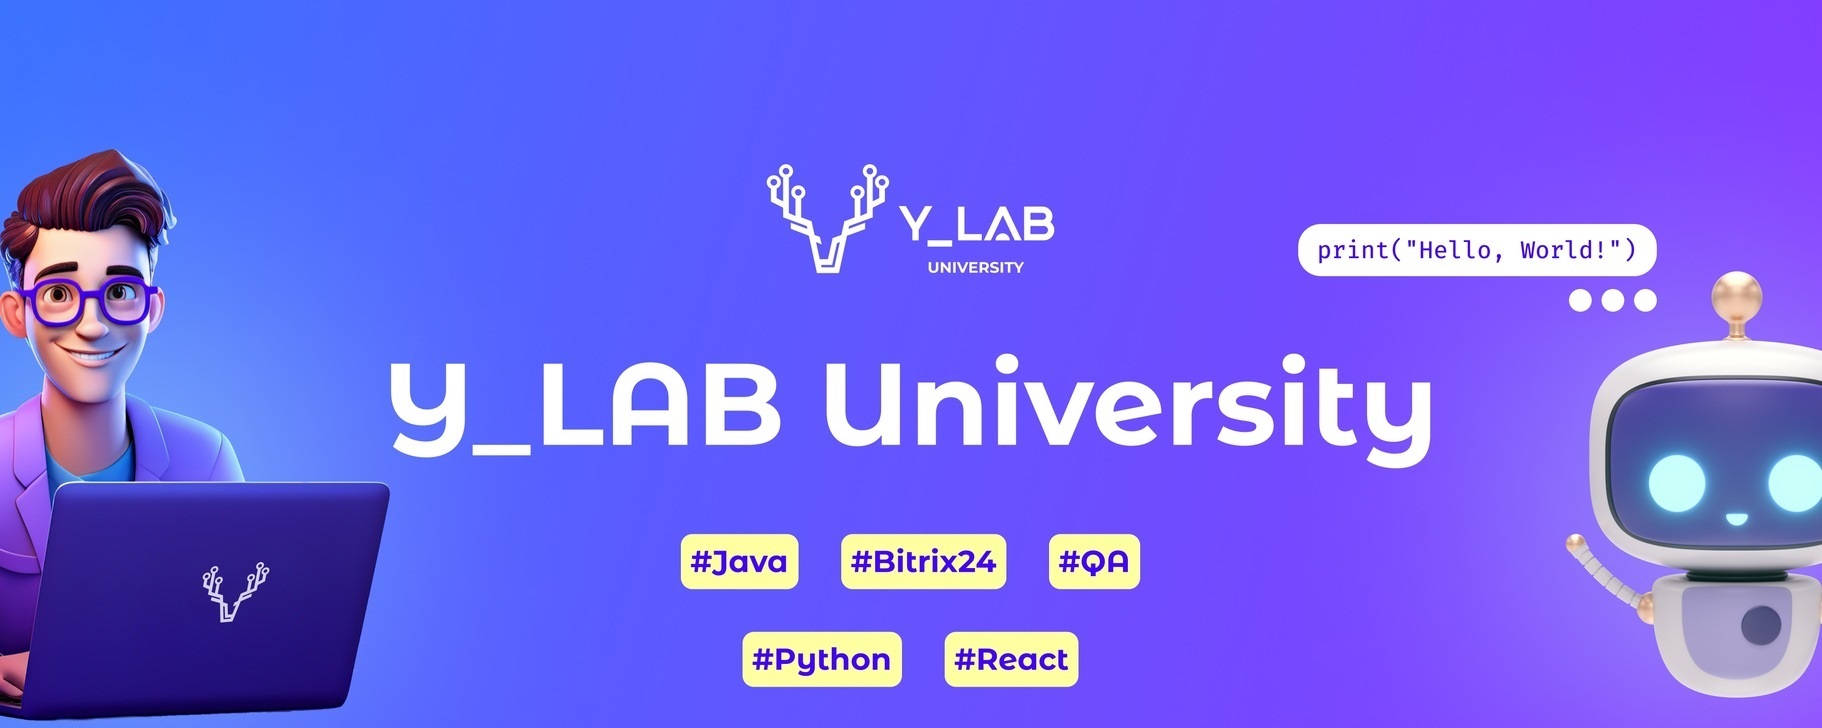 Y_LAB
UNIVERSITY
print("Hello, World!")
Y_LAB University
#Java #Bitrix24 #QA
#Python #React